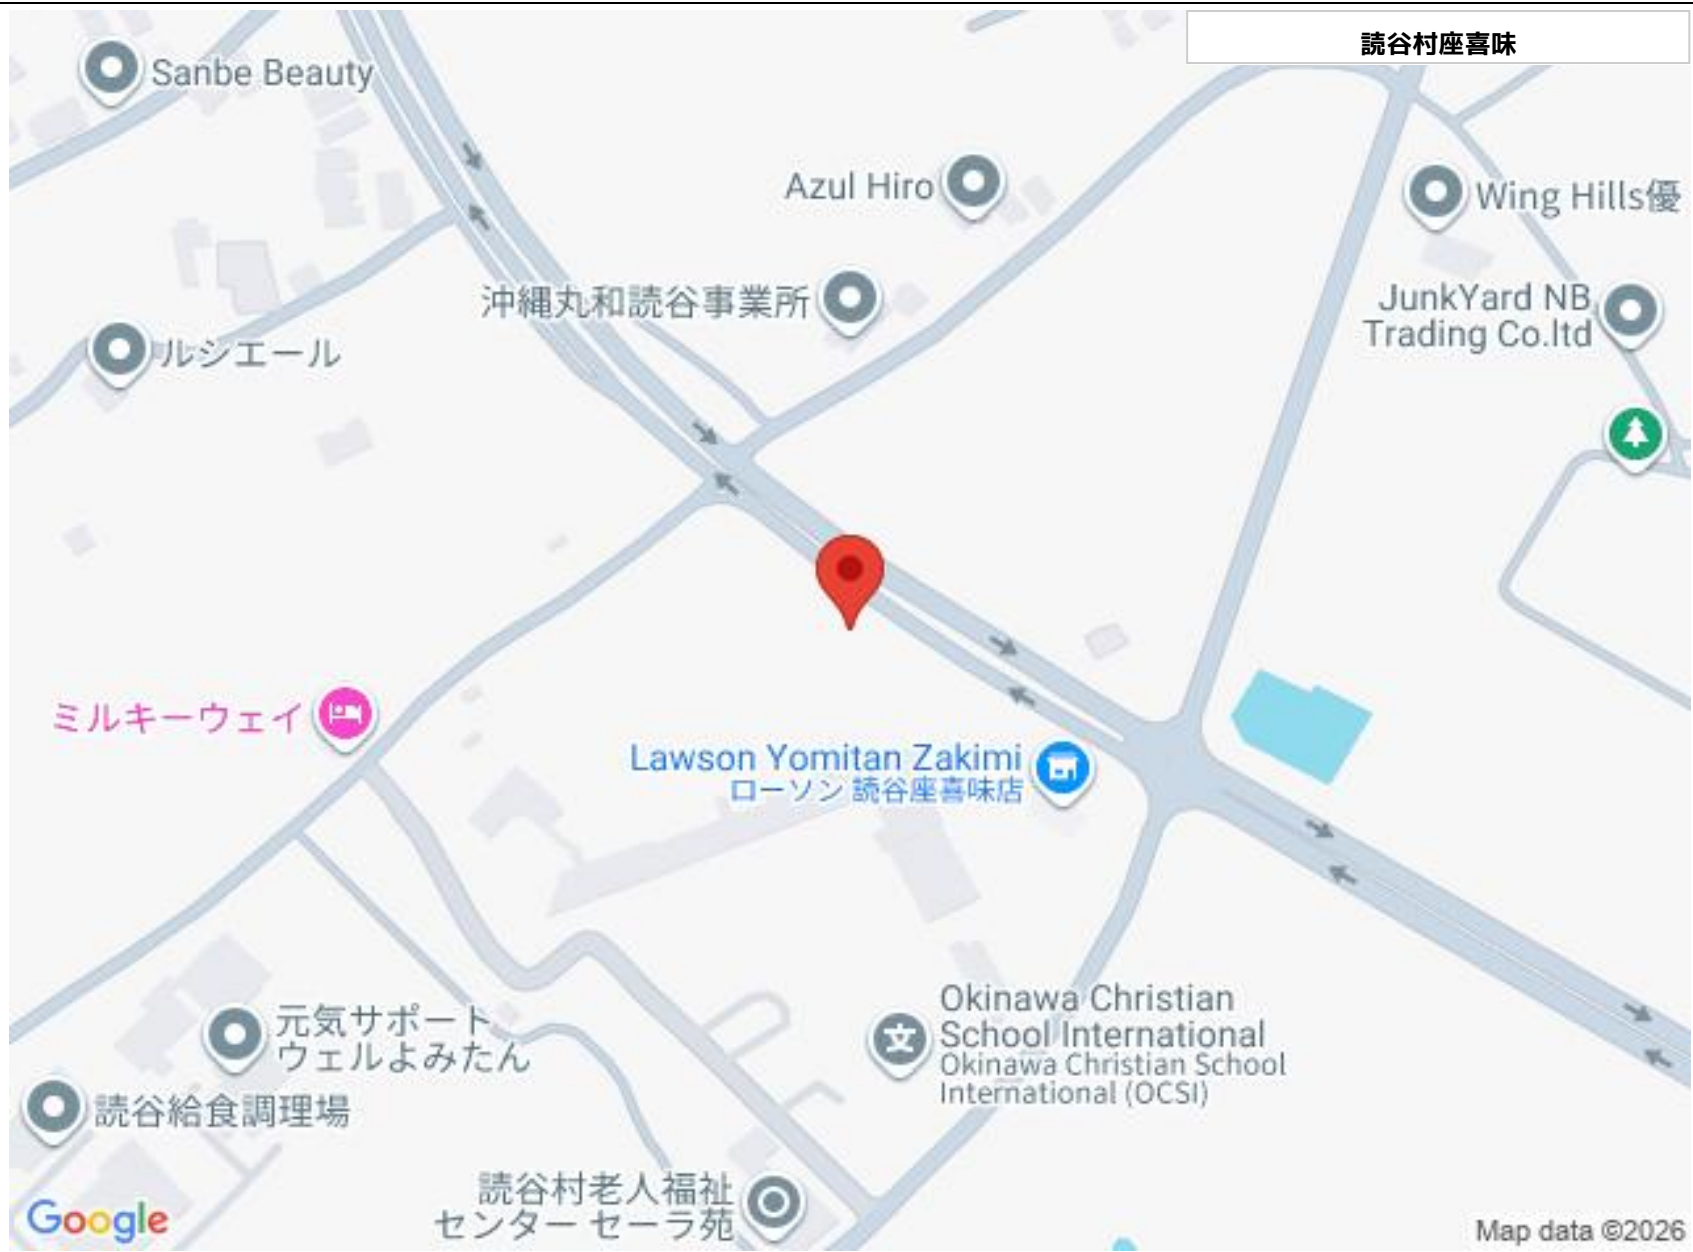 読谷村座喜味
Sanbe Beauty
Azul Hiro
Wing Hills優
沖縄丸和読谷事業所
JunkYard NB
Trading Co.ltd
ルシエール
ミルキーウェイ
Lawson Yomitan Zakimi
ローソン 読谷座喜味店
Okinawa Christian
School International
Okinawa Christian School
International (OCSI)
元気サポート
ウェルよみたん
読谷給食調理場
読谷村老人福祉
センター セーラ苑
Google
Map data ©2026